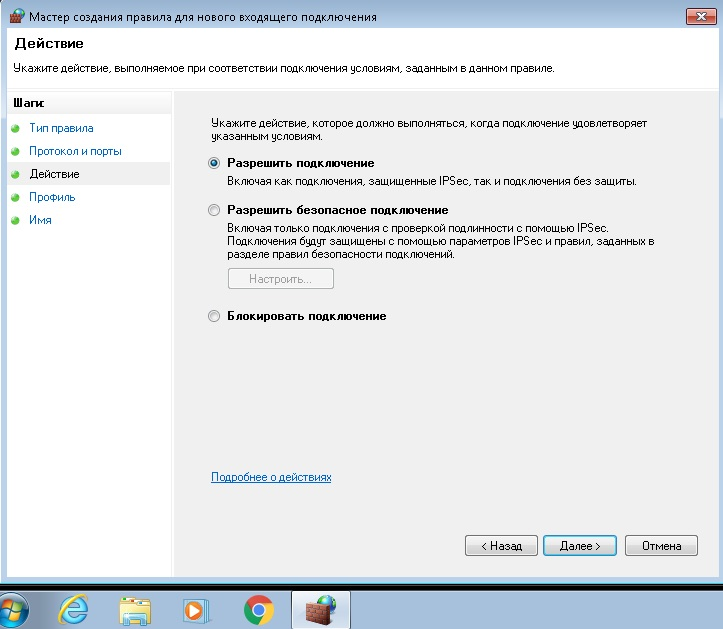 Мастер создания правила для нового входящего подключения
Действие
Укажите действие, выполняемое при соответствии подключения условиям, заданным в данном правиле.
Шаги:
Тип правила
Протокол и порты
Действие
Профиль
Имя
Укажите действие, которое должно выполняться, когда подключение удовлетворяет
указанным условиям.
Разрешить подключение
Включая как подключения, защищенные IPSec, так и подключения без защиты.
Разрешить безопасное подключение
Включая только подключения с проверкой подлинности с помощью IPSec.
Подключения будут защищены с помощью параметров IPSec и правил, заданных в
разделе правил безопасности подключений.
Настроить...
Блокировать подключение
Подробнее о действиях
< Назад
Далее >
Отмена